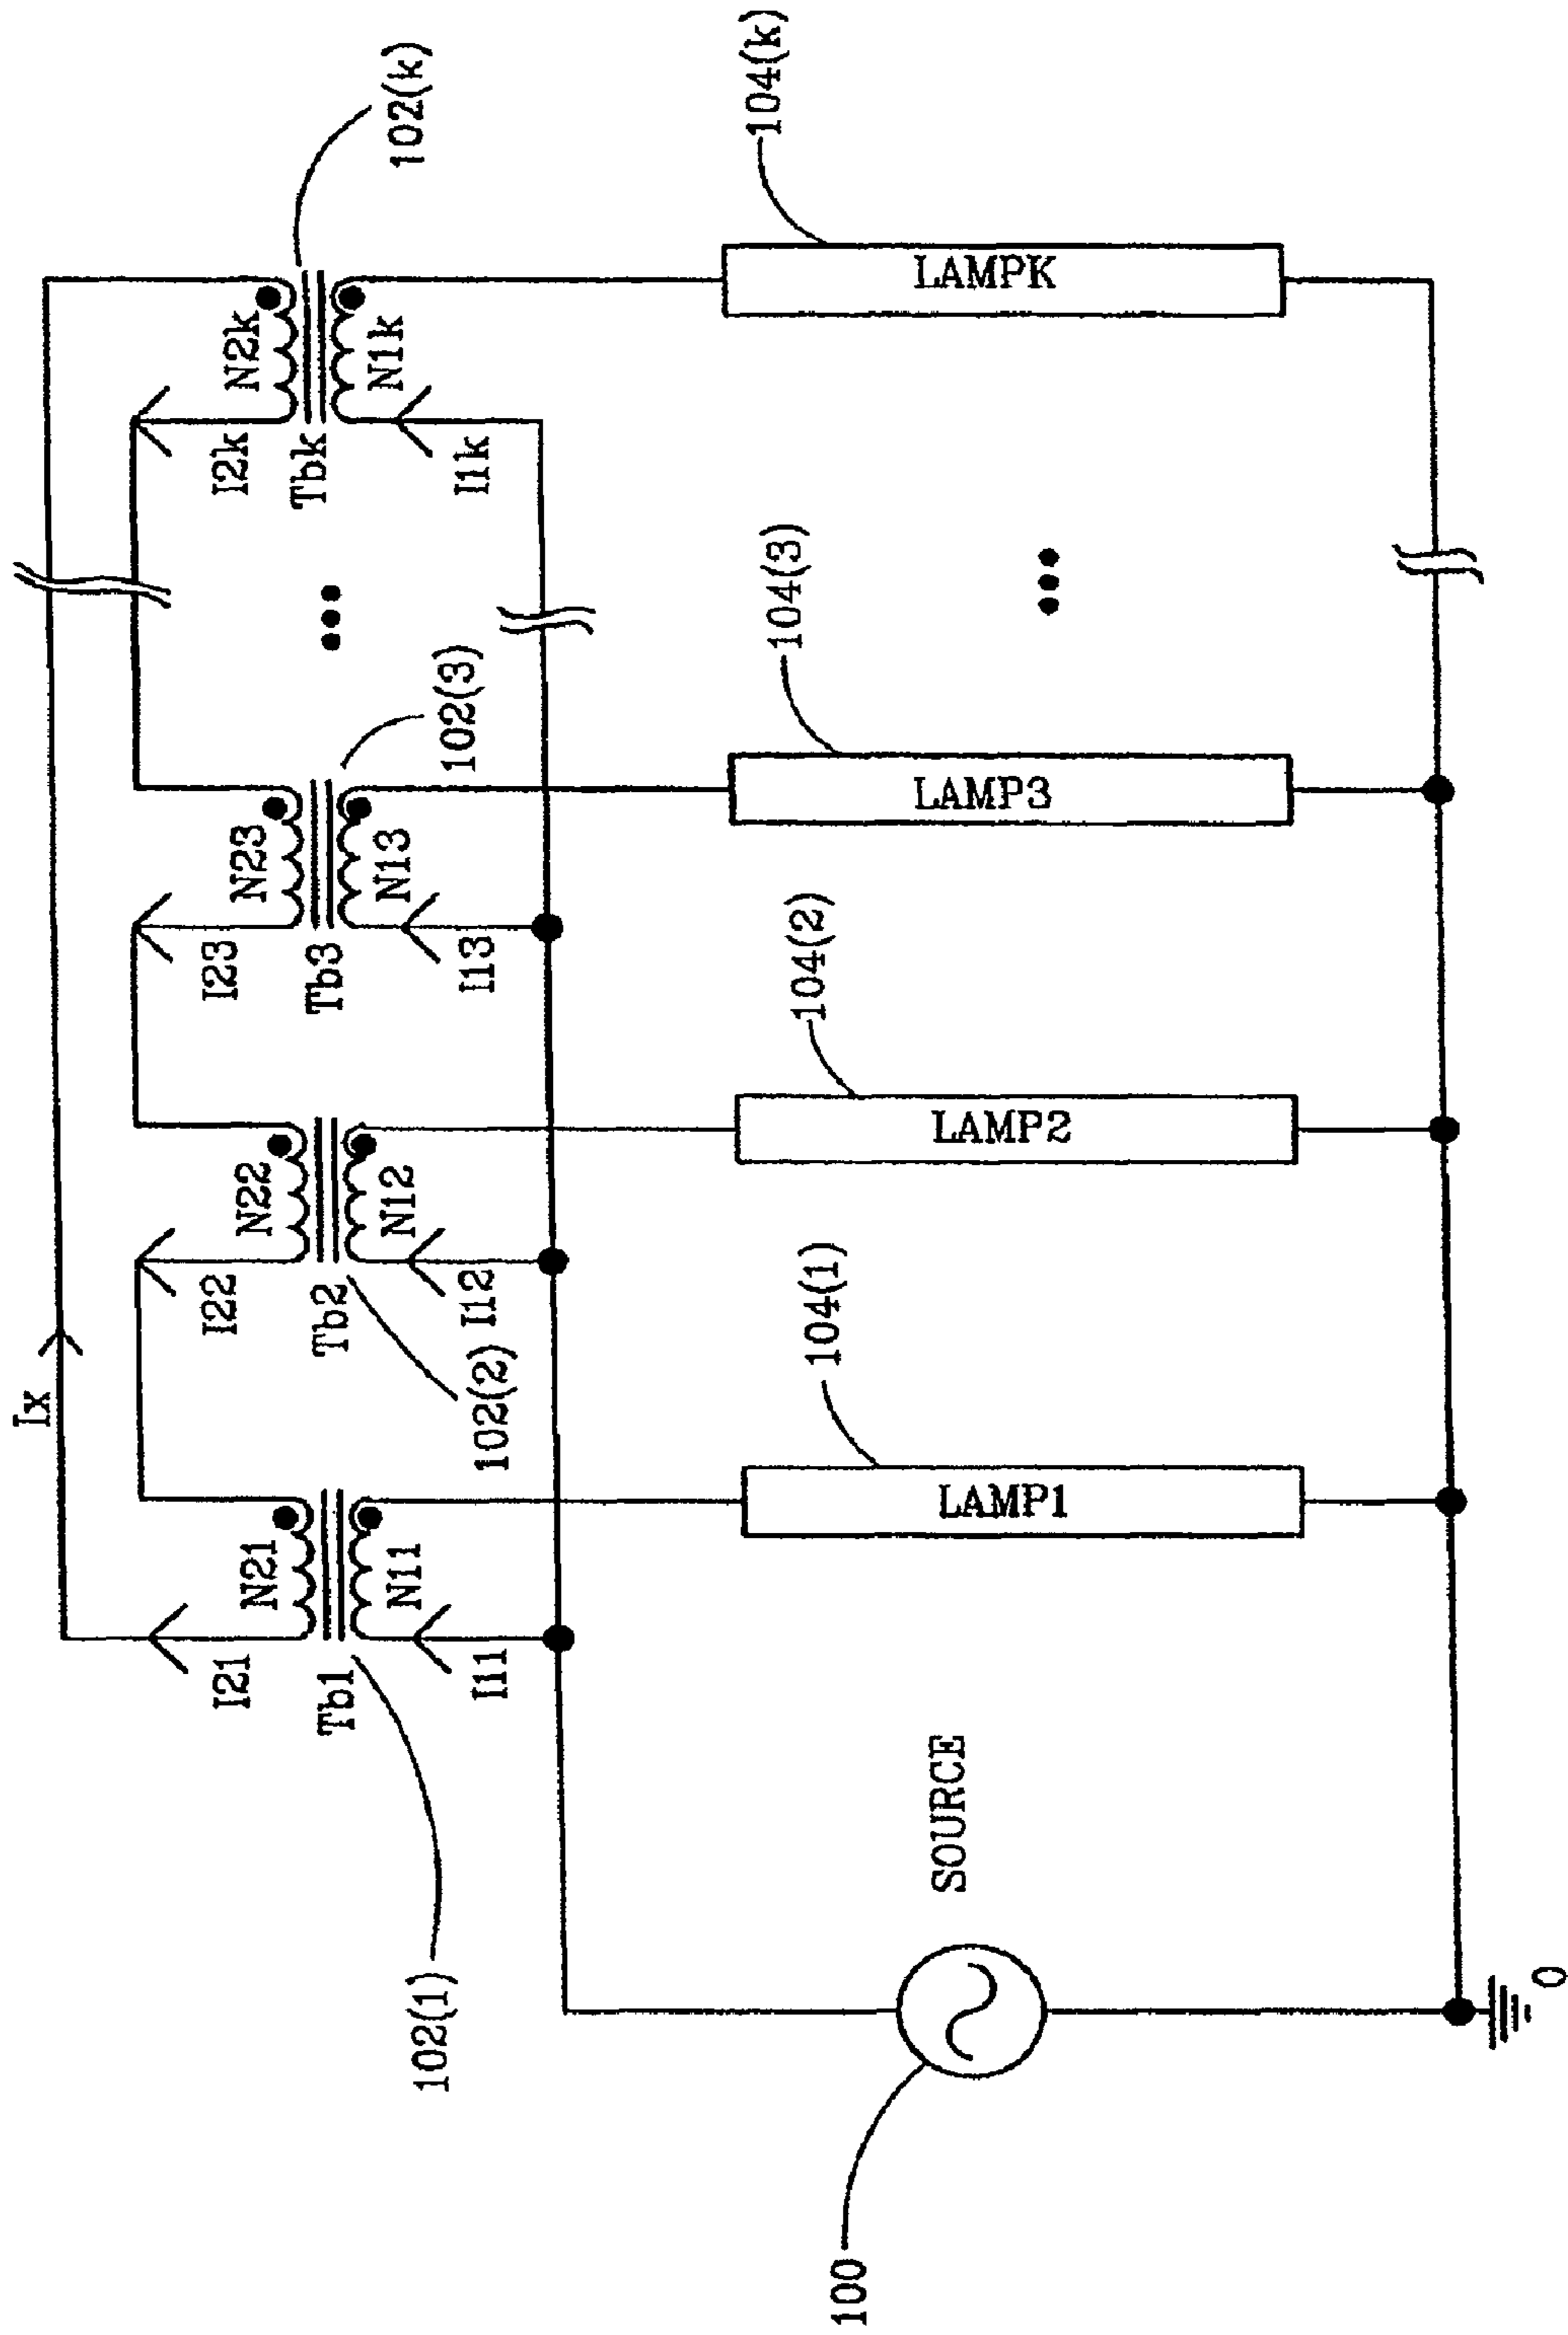 Ix
I21
N21
Tb1
N11
I11
102(1)
I22
N22
Tb2
N12
I12
102(2)
I23
N23
Tb3
N13
I13
102(3)
•••
I2k
N2k
Tbk
N1k
I1k
102(k)
100
SOURCE
LAMP1
104(1)
LAMP2
104(2)
LAMP3
104(3)
•••
LAMPK
104(k)
0